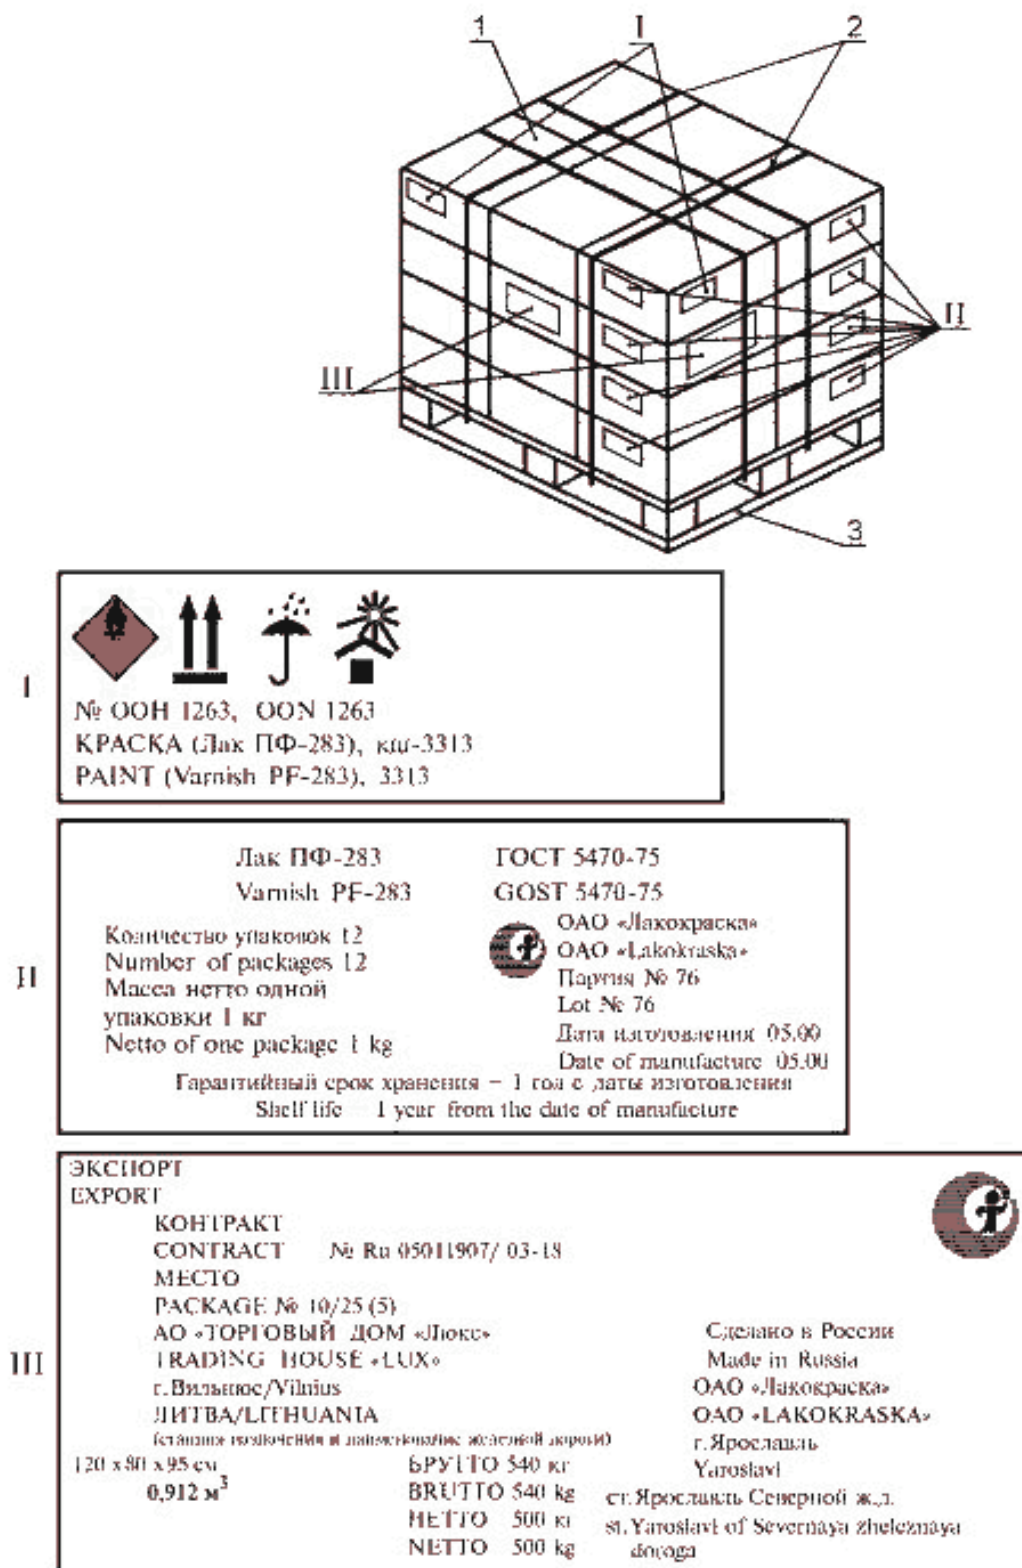 1
I
2
II
III
3
I
№ ООН 1263, OON 1263
КРАСКА (Лак ПФ-283), кш-3313
PAINT (Varnish PF-283), 3313
II
Лак ПФ-283 ГОСТ 5470-75
Varnish PF-283 GOST 5470-75
Количество упаковок 12 ОАО «Лакокраска»
Number of packages 12 ОАО «Lakokraska»
Масса нетто одной Партия № 76
упаковки 1 кг Lot № 76
Netto of one package 1 kg Дата изготовления 05.00
Date of manufacture 05.00
Гарантийный срок хранения – 1 год с даты изготовления
Shelf life – 1 year from the date of manufacture
III
ЭКСПОРТ
EXPORT
КОНТРАКТ
CONTRACT № Ru 05011907/ 03-18
МЕСТО
PACKAGE № 10/25 (5)
АО «ТОРГОВЫЙ ДОМ «Люкс»
TRADING HOUSE «LUX»
г.Вильнюс/Vilnius
ЛИТВА/LITHUANIA
(станция назначения и наименование железной дороги)
120 x 80 x 95 см
0,912 м³
БРУТТО 540 кг
BRUTTO 540 kg
НЕТТО 500 кг
NETTO 500 kg
Сделано в России
Made in Russia
ОАО «Лакокраска»
ОАО «LAKOKRASKA»
г.Ярославль
Yaroslavl
ст.Ярославль Северной ж.д.
st.Yaroslavl of Severnaya zheleznaya
doroga